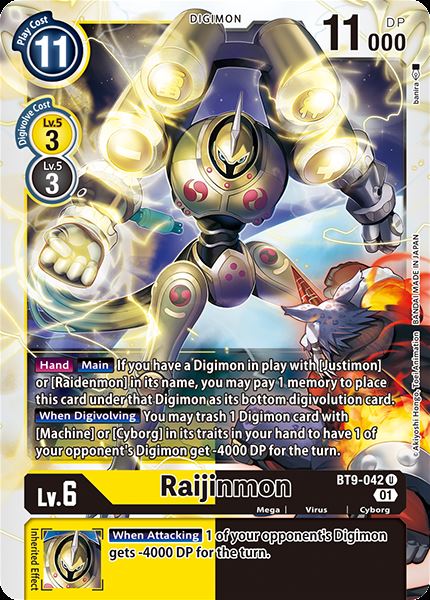 DIGIMON
Play Cost
11
11000 DP
Digivolve Cost
Lv.5
3
Lv.5
3
banira
©Akiyoshi Hongo, Toei Animation BANDAI MADE IN JAPAN
Hand Main If you have a Digimon in play with [Justimon]
or [Raidenmon] in its name, you may pay 1 memory to place
this card under that Digimon as its bottom digivolution card.
When Digivolving You may trash 1 Digimon card with
[Machine] or [Cyborg] in its traits in your hand to have 1
of your opponent's Digimon get -4000 DP for the turn.
Lv.6
Raijinmon
BT9-042 U
01
Mega Virus Cyborg
Inherited Effect
When Attacking 1 of your opponent's Digimon
gets -4000 DP for the turn.